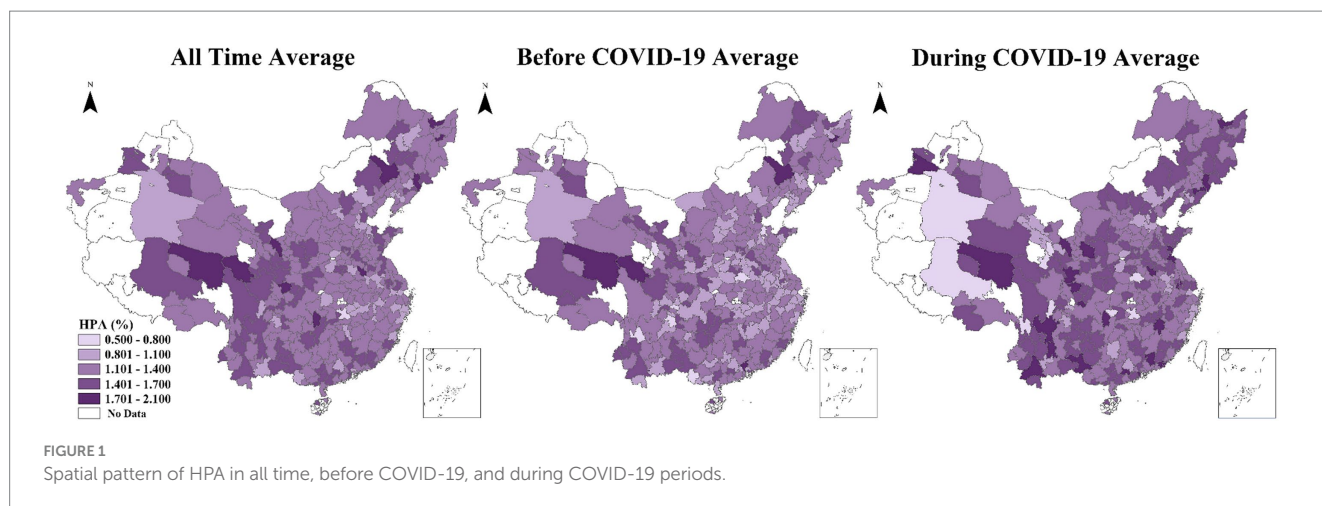 All Time Average
Before COVID-19 Average
During COVID-19 Average
N
N
N
HPA (%)
0.500 - 0.800
0.801 - 1.100
1.101 - 1.400
1.401 - 1.700
1.701 - 2.100
No Data
FIGURE 1
Spatial pattern of HPA in all time, before COVID-19, and during COVID-19 periods.